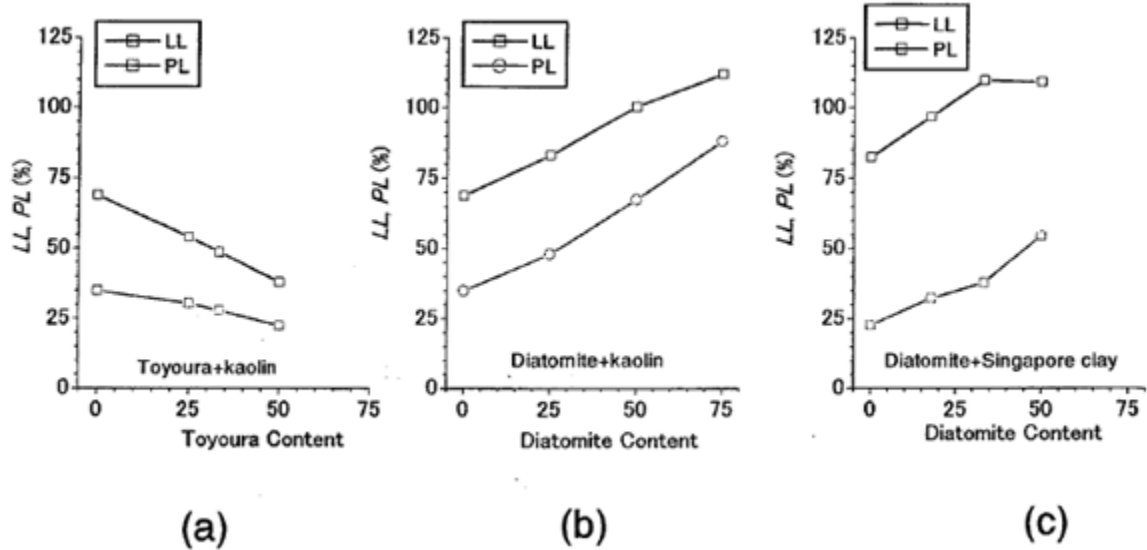 LL
PL
125
100
75
50
25
0
LL, PL (%)
Toyoura+kaolin
0 25 50 75
Toyoura Content
(a)
LL
PL
125
100
75
50
25
0
LL, PL (%)
Diatomite+kaolin
0 25 50 75
Diatomite Content
(b)
LL
PL
125
100
75
50
25
0
LL, PL (%)
Diatomite+Singapore clay
0 25 50 75
Diatomite Content
(c)